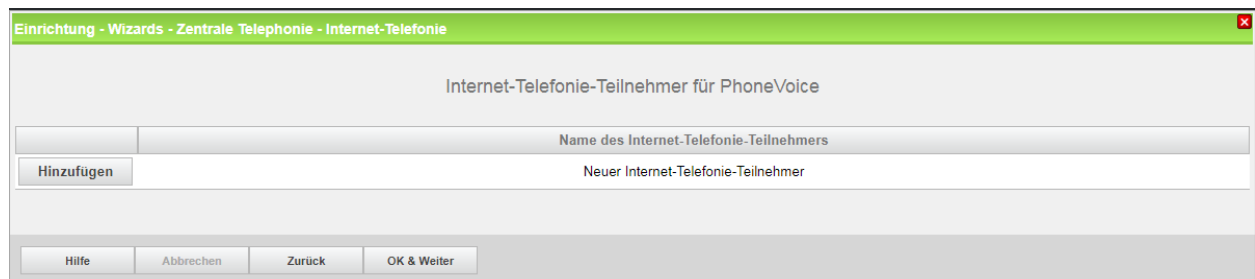 Einrichtung - Wizards - Zentrale Telephonie - Internet-Telefonie
Internet-Telefonie-Teilnehmer für PhoneVoice
Name des Internet-Telefonie-Teilnehmers
Hinzufügen Neuer Internet-Telefonie-Teilnehmer
Hilfe Abbrechen Zurück OK & Weiter